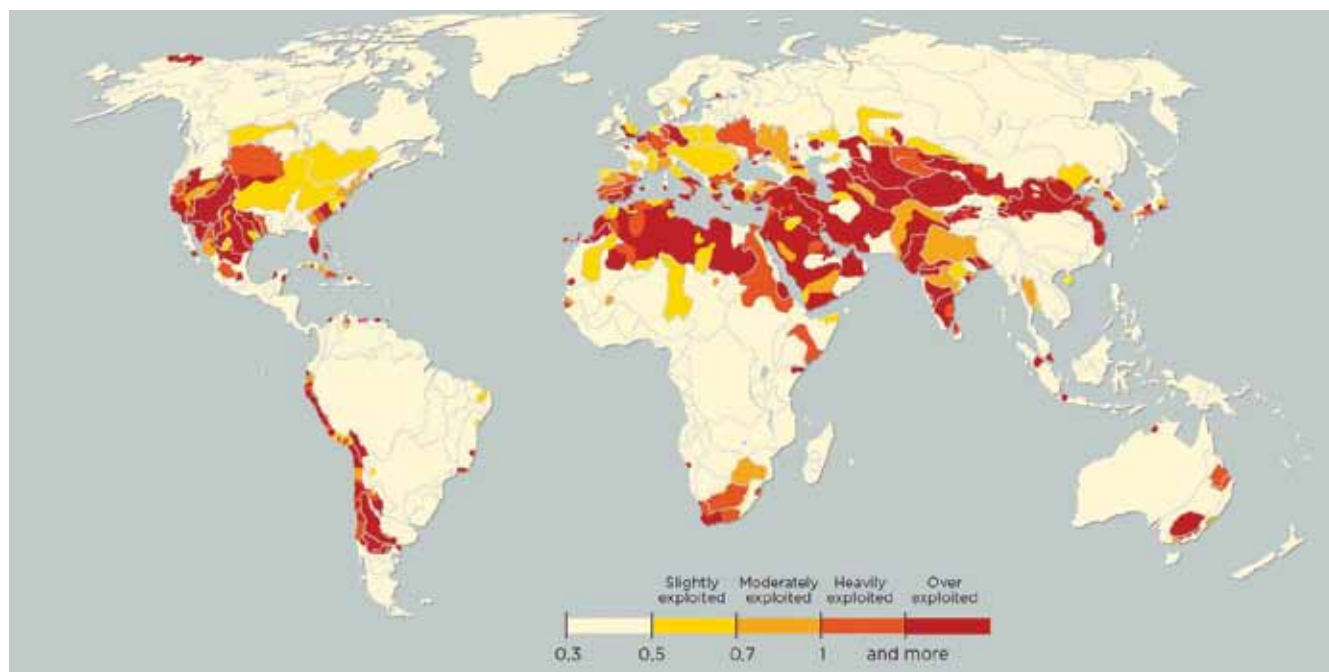 Slightly Moderately Heavily Over
exploited exploited exploited exploited
0.3 0.5 0.7 1 and more